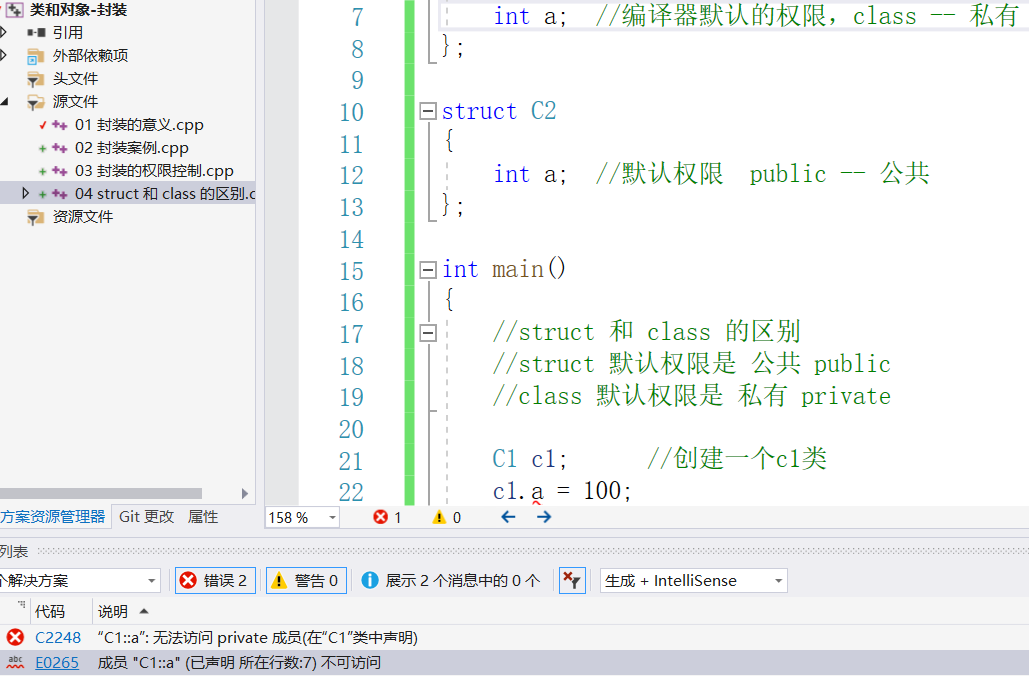 类和对象-封装
引用
外部依赖项
头文件
源文件
01 封装的意义.cpp
02 封装案例.cpp
03 封装的权限控制.cpp
04 struct 和 class 的区别.c
资源文件
方案资源管理器 Git 更改 属性
7 int a; //编译器默认的权限，class -- 私有
8 };
9
10 struct C2
11 {
12 int a; //默认权限 public -- 公共
13 };
14
15 int main()
16 {
17 //struct 和 class 的区别
18 //struct 默认权限是 公共 public
19 //class 默认权限是 私有 private
20
21 C1 c1; //创建一个c1类
22 c1.a = 100;
158 % 1 0
列表
个解决方案 错误 2 警告 0 展示 2 个消息中的 0 个 生成 + IntelliSense
代码 说明
C2248 “C1::a”: 无法访问 private 成员(在“C1”类中声明)
abc E0265 成员 "C1::a" (已声明 所在行数:7) 不可访问